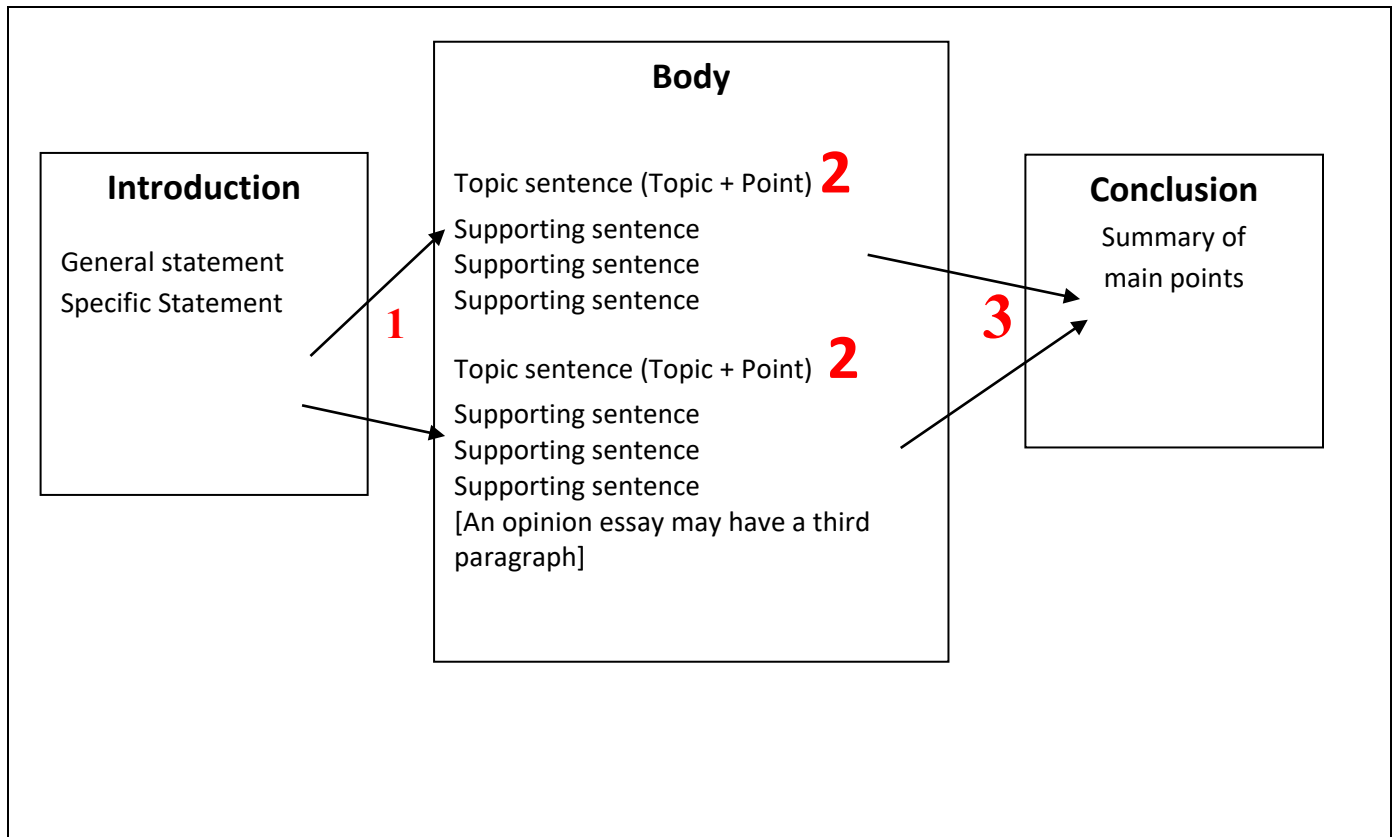 Introduction
General statement
Specific Statement
1
Body
Topic sentence (Topic + Point) 2
Supporting sentence
Supporting sentence
Supporting sentence
Topic sentence (Topic + Point) 2
Supporting sentence
Supporting sentence
Supporting sentence
[An opinion essay may have a third
paragraph]
3
Conclusion
Summary of
main points